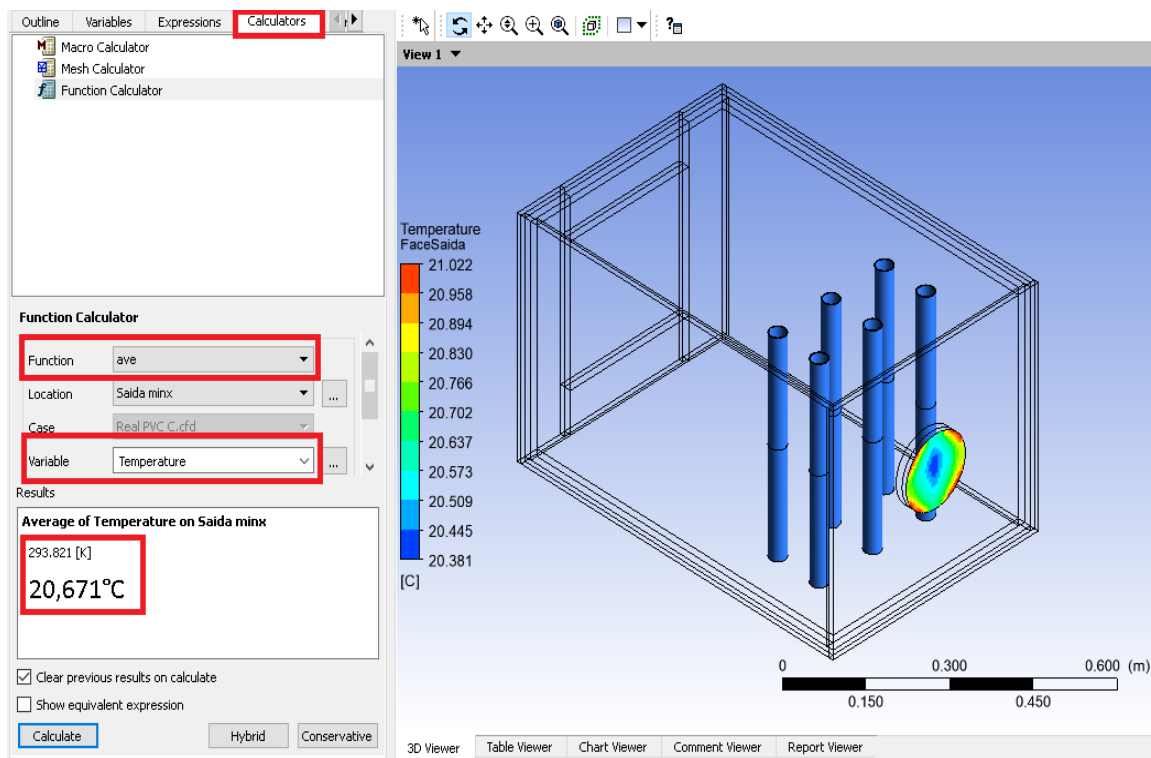 Outline Variables Expressions Calculators
Macro Calculator
Mesh Calculator
Function Calculator
Function Calculator
Function ave
Location Saida minx ...
Case Real PVC C.cfd
Variable Temperature ...
Results
Average of Temperature on Saida minx
293.821 [K]
20,671°C
Clear previous results on calculate
Show equivalent expression
Calculate Hybrid Conservative
View 1
Temperature
FaceSaida
21.022
20.958
20.894
20.830
20.766
20.702
20.637
20.573
20.509
20.445
20.381
[C]
0 0.300 0.600 (m)
0.150 0.450
3D Viewer Table Viewer Chart Viewer Comment Viewer Report Viewer